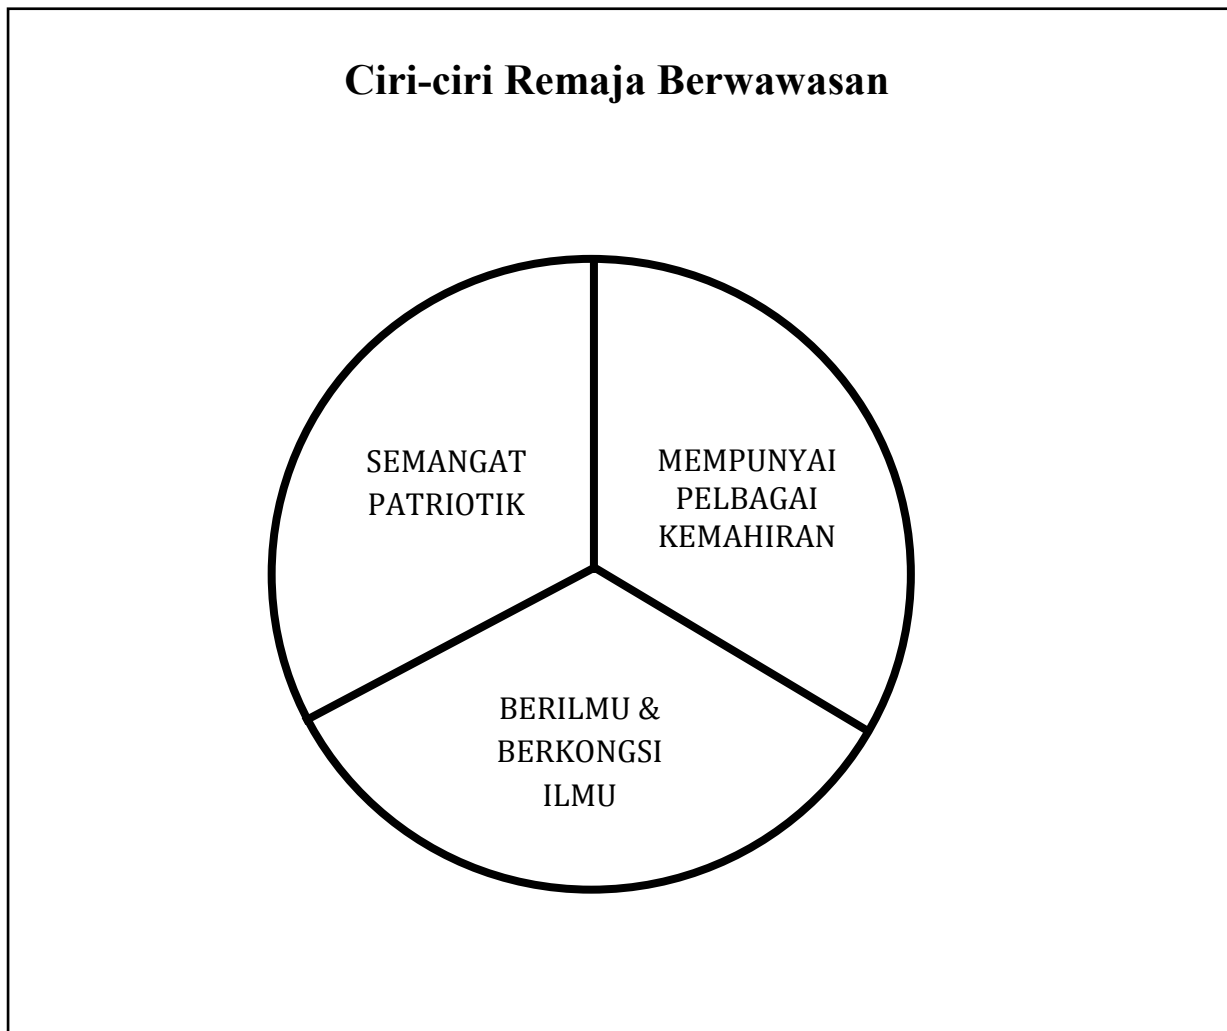 Ciri-ciri Remaja Berwawasan
SEMANGAT
PATRIOTIK
MEMPUNYAI
PELBAGAI
KEMAHIRAN
BERILMU &
BERKONGSI
ILMU